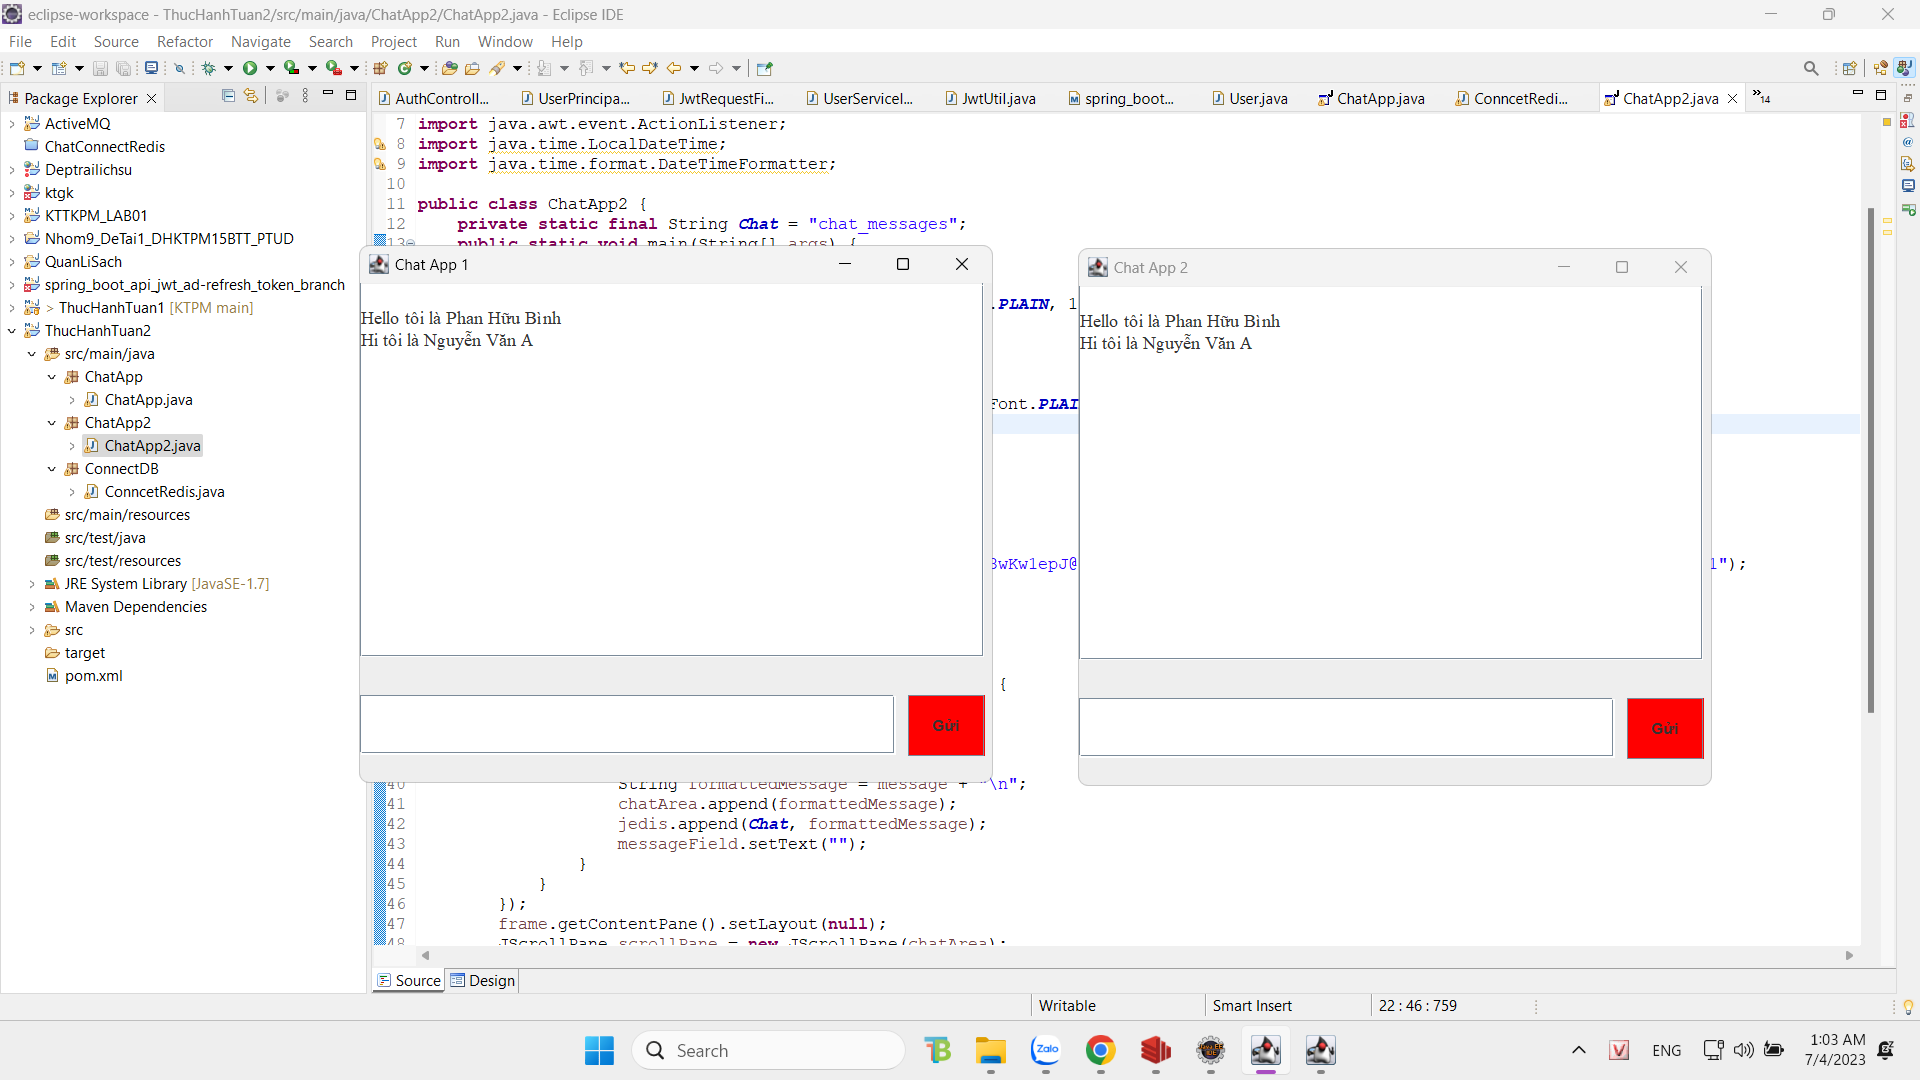 eclipse-workspace - ThucHanhTuan2/src/main/java/ChatApp2/ChatApp2.java - Eclipse IDE
File Edit Source Refactor Navigate Search Project Run Window Help
Package Explorer
AuthControll... UserPrincipa... JwtRequestFi... UserServiceI... JwtUtil.java spring_boot... User.java ChatApp.java ConncetRedi... ChatApp2.java 14
ActiveMQ
ChatConnectRedis
Deptrailichsu
ktgk
KTTKPM_LAB01
Nhom9_DeTai1_DHKTPM15BTT_PTUD
QuanLiSach
spring_boot_api_jwt_ad-refresh_token_branch
> ThucHanhTuan1 [KTPM main]
ThucHanhTuan2
src/main/java
ChatApp
ChatApp.java
ChatApp2
ChatApp2.java
ConnectDB
ConncetRedis.java
src/main/resources
src/test/java
src/test/resources
JRE System Library [JavaSE-1.7]
Maven Dependencies
src
target
pom.xml
7 import java.awt.event.ActionListener;
8 import java.time.LocalDateTime;
9 import java.time.format.DateTimeFormatter;
10
11 public class ChatApp2 {
12 private static final String Chat = "chat_messages";
13 public static void main(String[] args) {
.PLAIN, 1
Font.PLAI
3wKw1epJ@
1");
{
Chat App 1
Hello tôi là Phan Hữu Bình
Hi tôi là Nguyễn Văn A
Gửi
Chat App 2
Hello tôi là Phan Hữu Bình
Hi tôi là Nguyễn Văn A
Gửi
40 String formattedMessage = message + "\n";
41 chatArea.append(formattedMessage);
42 jedis.append(Chat, formattedMessage);
43 messageField.setText("");
44 }
45 }
46 });
47 frame.getContentPane().setLayout(null);
48 JScrollPane scrollPane = new JScrollPane(chatArea);
Source Design
Writable Smart Insert 22 : 46 : 759
Search
Zalo
ENG
1:03 AM
7/4/2023